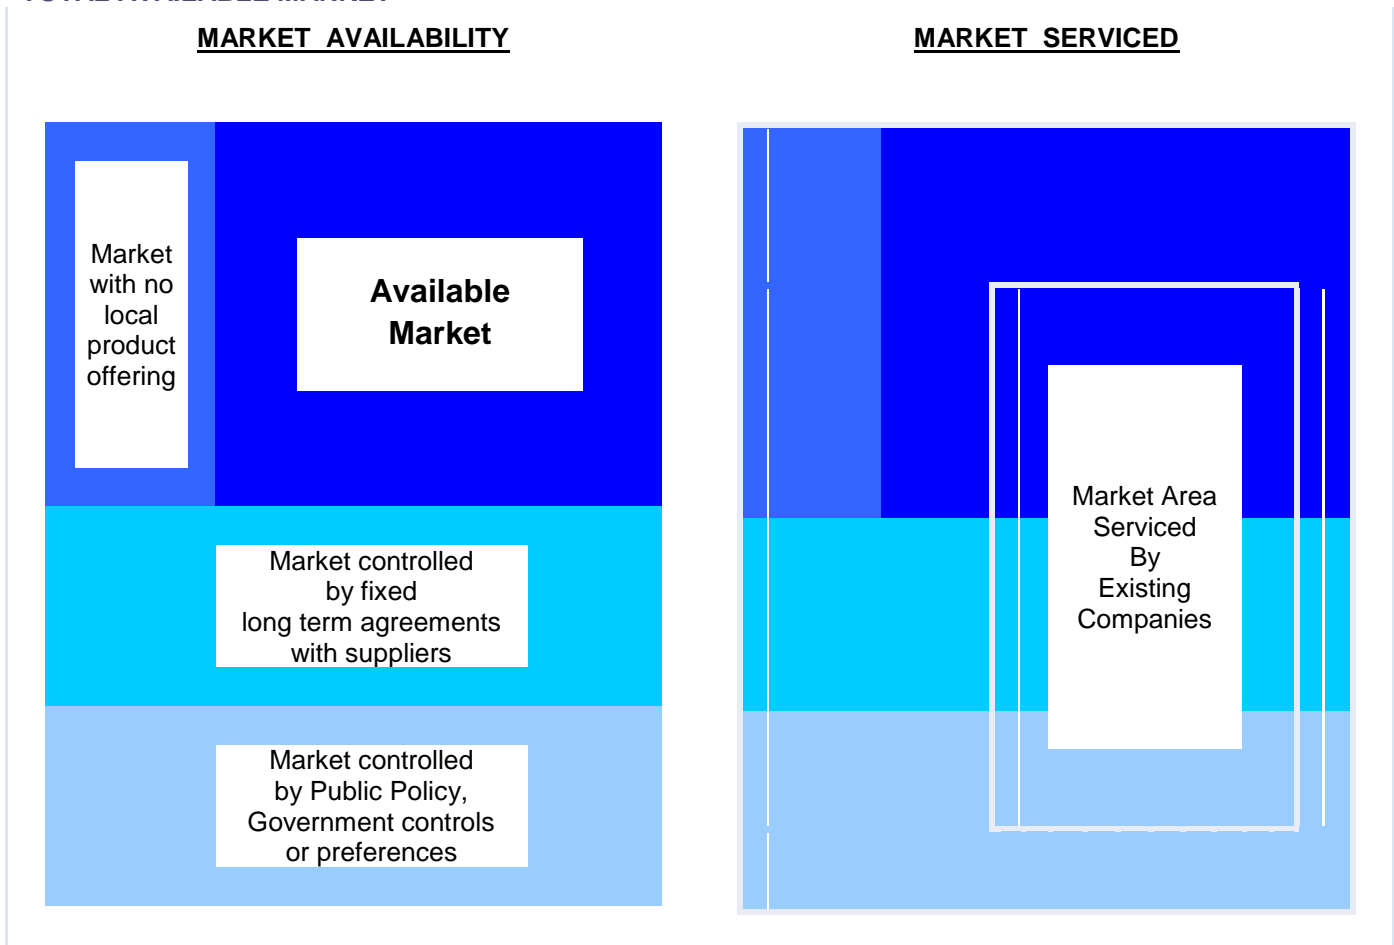 MARKET AVAILABILITY
MARKET SERVICED
Market
with no
local
product
offering
Available
Market
Market controlled
by fixed
long term agreements
with suppliers
Market controlled
by Public Policy,
Government controls
or preferences
Market Area
Serviced
By
Existing
Companies